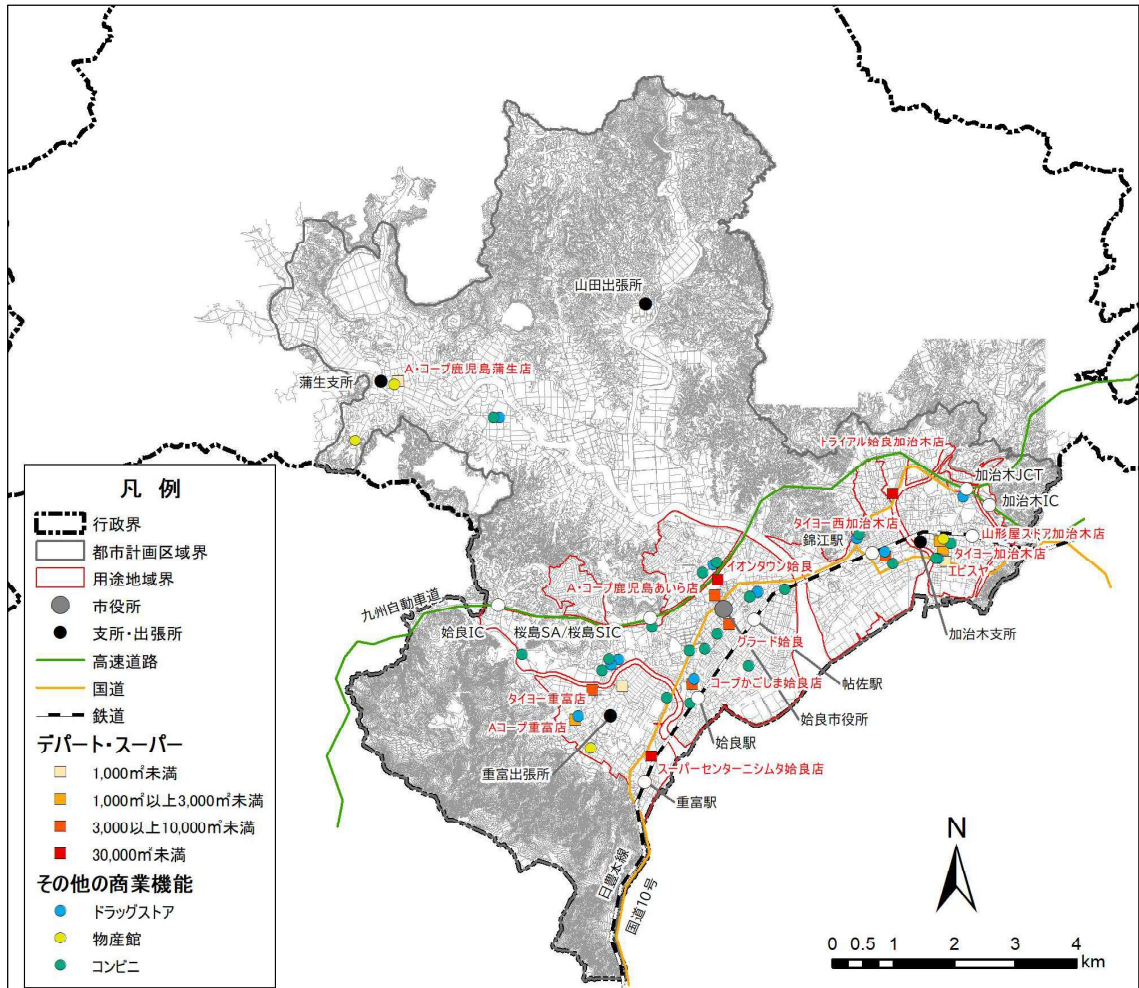 山田出張所
A・コープ鹿児島蒲生店
蒲生支所
トライアル姶良加治木店
加治木JCT
加治木IC
タイヨー西加治木店
山形屋ストア加治木店
錦江駅
タイヨー加治木店
イオンタウン姶良
エビスヤ
A・コープ鹿児島あいら店
九州自動車道
加治木支所
姶良IC
桜島SA/桜島SIC
グラード姶良
帖佐駅
コープかごしま姶良店
タイヨー重富店
姶良市役所
Aコープ重富店
姶良駅
重富出張所
スーパーセンターニシムタ姶良店
重富駅
日豊本線
国道10号
凡 例
行政界
都市計画区域界
用途地域界
市役所
支所・出張所
高速道路
国道
鉄道
デパート・スーパー
1,000㎡未満
1,000㎡以上3,000㎡未満
3,000以上10,000㎡未満
30,000㎡未満
その他の商業機能
ドラッグストア
物産館
コンビニ
N
0 0.5 1 2 3 4
km